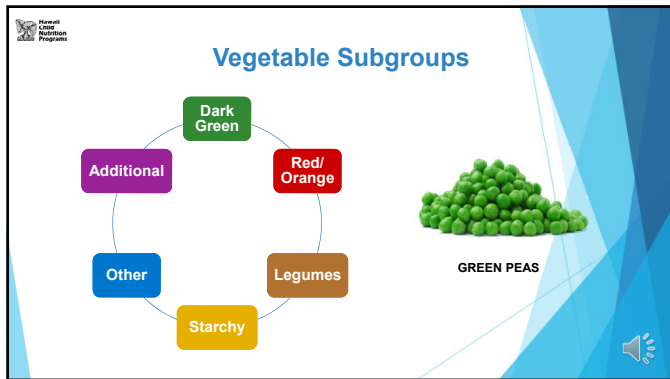 Hawaii
Child
Nutrition
Programs
Vegetable Subgroups
Dark
Green
Red/
Orange
Legumes
Starchy
Other
Additional
GREEN PEAS